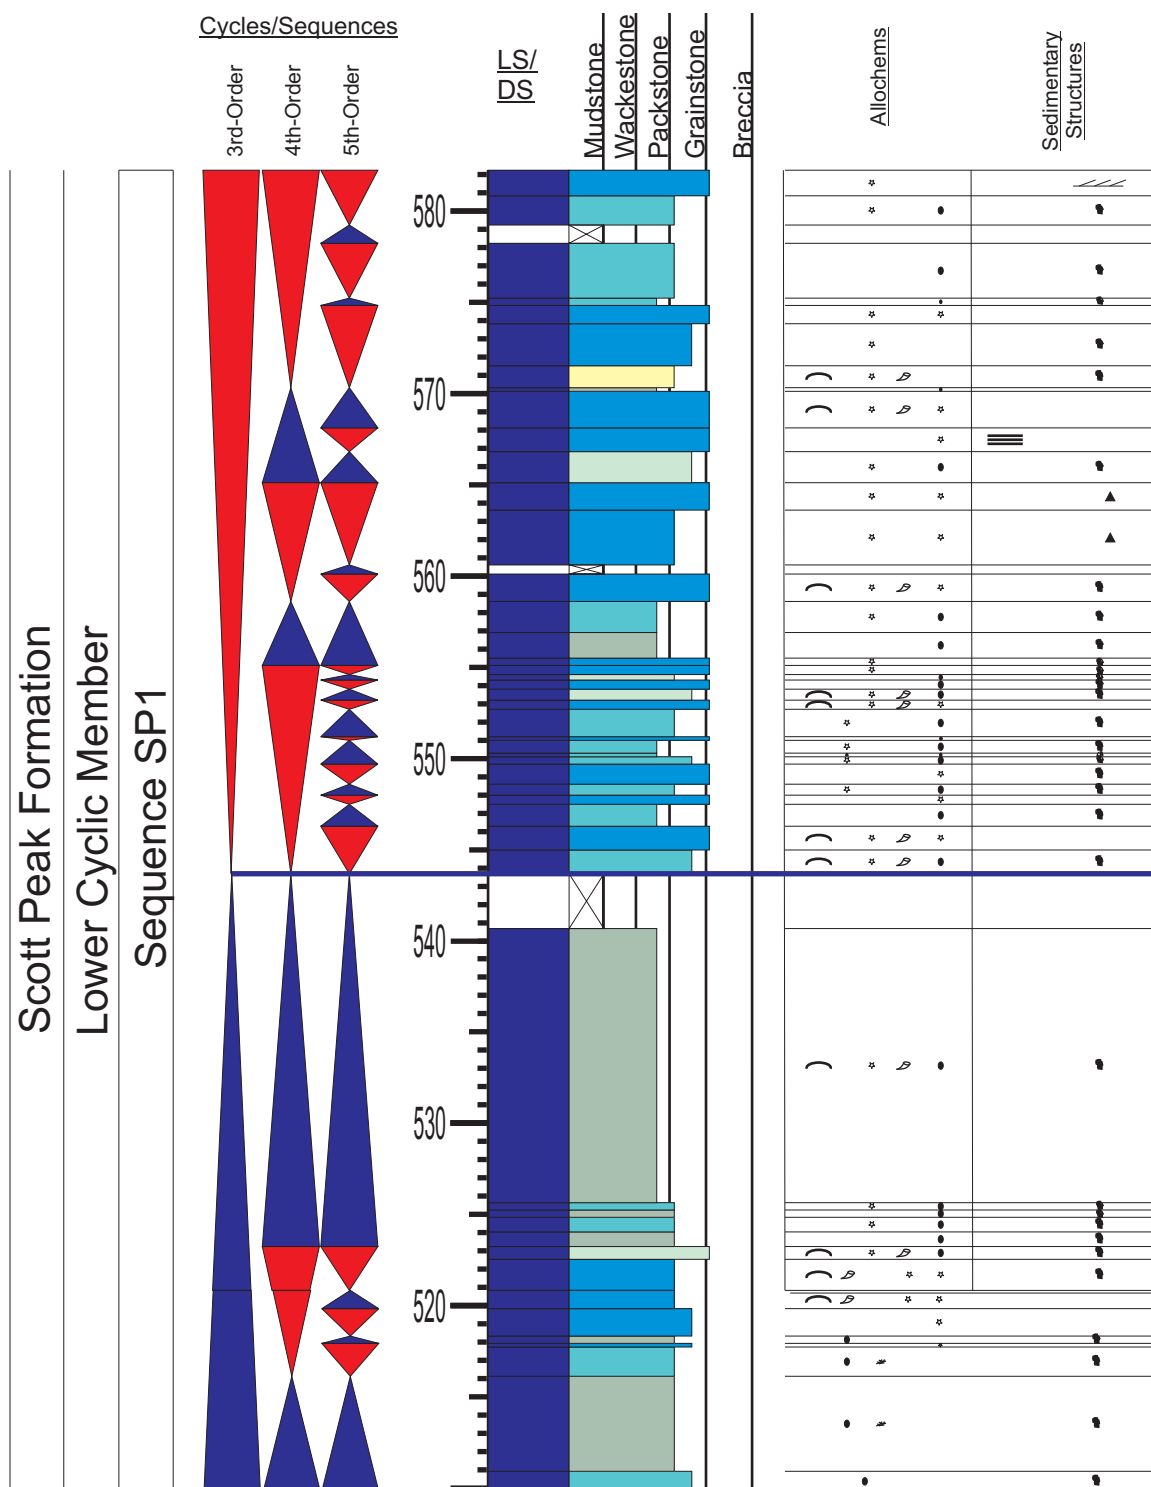 Cycles/Sequences
3rd-Order
4th-Order
5th-Order
LS/
DS
Mudstone
Wackestone
Packstone
Grainstone
Breccia
Allochems
Sedimentary
Structures
Scott Peak Formation
Lower Cyclic Member
Sequence SP1
580
570
560
550
540
530
520